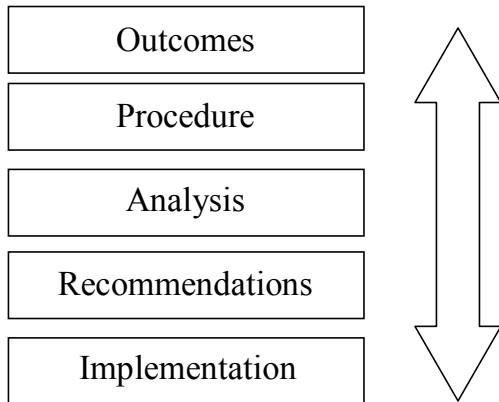 Outcomes
Procedure
Analysis
Recommendations
Implementation